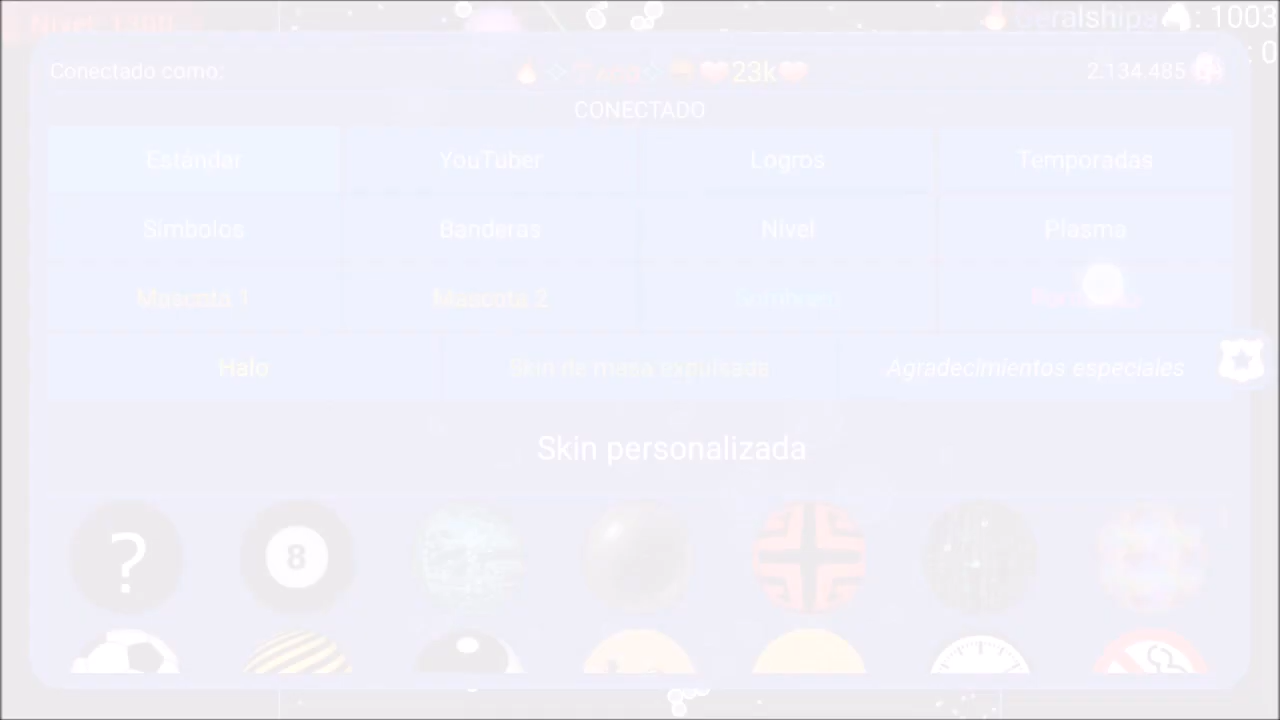 Nivel: 1300
Geralshipa : 1003
: 0
Conectado como:
23k
2.134.485
CONECTADO
Estándar
YouTuber
Logros
Temporadas
Símbolos
Banderas
Nivel
Plasma
Mascota 1
Mascota 2
Halo
Skin de masa expulsada
Agradecimientos especiales
Skin personalizada
?
8